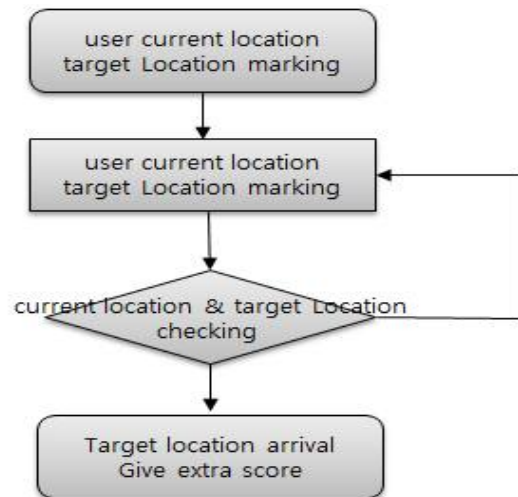 user current location
target Location marking
user current location
target Location marking
current location & target Location
checking
Target location arrival
Give extra score